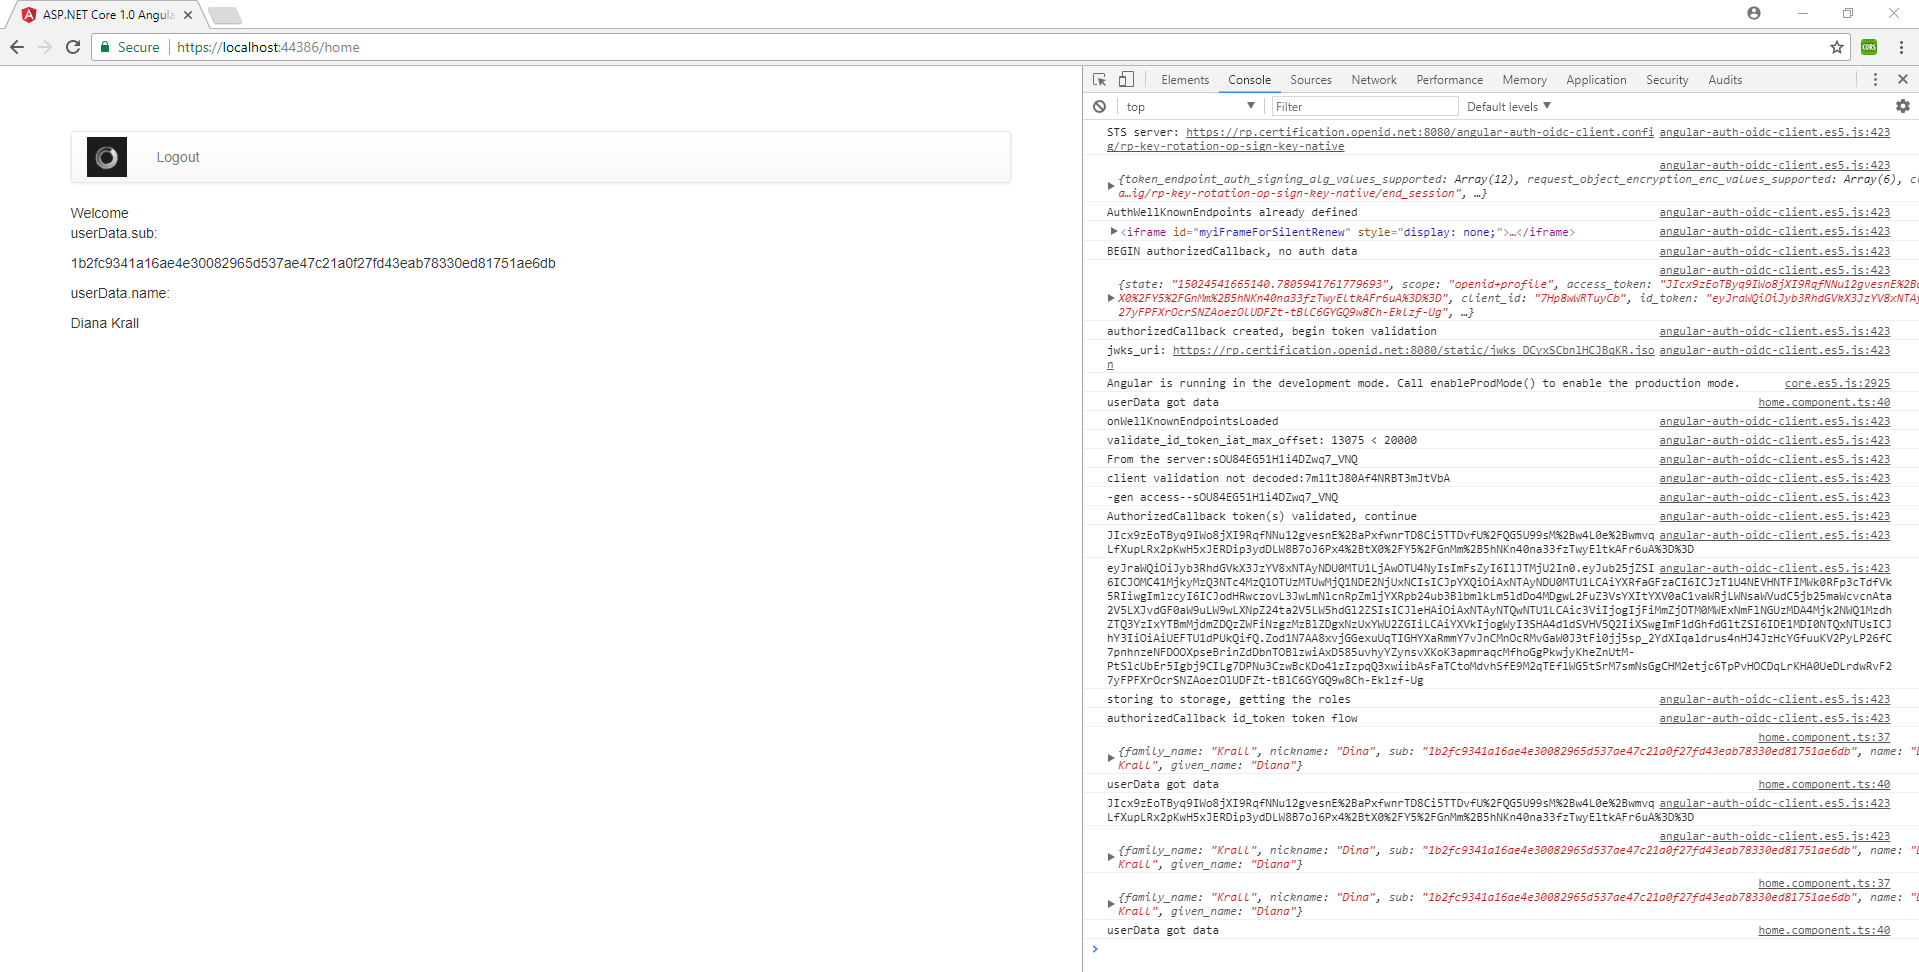 ASP.NET Core 1.0 Angula
Secure
https://localhost:44386/home
Logout
Welcome
userData.sub:
1b2fc9341a16ae4e30082965d537ae47c21a0f27fd43eab78330ed81751ae6db
userData.name:
Diana Krall
Elements Console Sources Network Performance Memory Application Security Audits
top Filter Default levels
STS server: https://rp.certification.openid.net:8080/angular-auth-oidc-client.confi angular-auth-oidc-client.es5.js:423
g/rp-key-rotation-op-sign-key-native
angular-auth-oidc-client.es5.js:423
{token_endpoint_auth_signing_alg_values_supported: Array(12), request_object_encryption_enc_values_supported: Array(6), cl
a…ig/rp-key-rotation-op-sign-key-native/end_session", …}
AuthWellKnownEndpoints already defined angular-auth-oidc-client.es5.js:423
<iframe id="myiFrameForSilentRenew" style="display: none;">…</iframe> angular-auth-oidc-client.es5.js:423
BEGIN authorizedCallback, no auth data angular-auth-oidc-client.es5.js:423
angular-auth-oidc-client.es5.js:423
{state: "15024541665140.7805941761779693", scope: "openid+profile", access_token: "JIcx9zEoTByq9IWo8jXI9RqfNNu12gvesnE%2Ba
X0%2FY5%2FGnMm%2B5hNKn40na33fzTwyEltkAFr6uA%3D%3D", client_id: "7Hp8wWRTuyCb", id_token: "eyJraWQiOiJyb3RhdGVkX3JzYV8xNTAy
27yFPFXrOcrSNZAoezOlUDFZt-tBlC6GYGQ9w8Ch-Eklzf-Ug", …}
authorizedCallback created, begin token validation angular-auth-oidc-client.es5.js:423
jwks_uri: https://rp.certification.openid.net:8080/static/jwks_DCyxSCbnlHCJBqKR.jso angular-auth-oidc-client.es5.js:423
n
Angular is running in the development mode. Call enableProdMode() to enable the production mode. core.es5.js:2925
userData got data home.component.ts:40
onWellKnownEndpointsLoaded angular-auth-oidc-client.es5.js:423
validate_id_token_iat_max_offset: 13075 < 20000 angular-auth-oidc-client.es5.js:423
From the server:sOU84EG51H1i4DZwq7_VNQ angular-auth-oidc-client.es5.js:423
client validation not decoded:7ml1tJ80Af4NRBT3mJtVbA angular-auth-oidc-client.es5.js:423
-gen access--sOU84EG51H1i4DZwq7_VNQ angular-auth-oidc-client.es5.js:423
AuthorizedCallback token(s) validated, continue angular-auth-oidc-client.es5.js:423
JIcx9zEoTByq9IWo8jXI9RqfNNu12gvesnE%2BaPxfwnrTD8Ci5TTDvfU%2FQG5U99sM%2Bw4L0e%2Bwmvq angular-auth-oidc-client.es5.js:423
LfXupLRx2pKwH5xJERDip3ydDLW8B7oJ6Px4%2BtX0%2FY5%2FGnMm%2B5hNKn40na33fzTwyEltkAFr6uA%3D%3D
eyJraWQiOiJyb3RhdGVkX3JzYV8xNTAyNDU0MTU1LjAwOTU4NyIsImFsZyI6IlJTMjU2In0.eyJub25jZSI angular-auth-oidc-client.es5.js:423
6ICJOMC41MjkyMzQ3NTc4MzQ1OTUzMTUwMjQ1NDE2NjUxNCIsICJpYXQiOiAxNTAyNDU0MTU1LCAiYXRfaGFzaCI6ICJzT1U4NEVHNTFIMWk0RFp3cTdfVk
5RIiwgImlzcyI6ICJodHRwczovL3JwLmNlcnRpZmljYXRpb24ub3BlbmlkLm5ldDo4MDgwL2FuZ3VsYXItYXV0aC1vaWRjLWNsaWVudC5jb25maWcvcnAta
2V5LXJvdGF0aW9uLW9wLXNpZ24ta2V5LW5hdGl2ZSIsICJleHAiOiAxNTAyNTQwNTU1LCAic3ViIjogIjFiMmZjOTM0MWExNmFlNGUzMDA4Mjk2NWQ1Mzdh
ZTQ3YzIxYTBmMjdmZDQzZWFiNzgzMzBlZDgxNzUxYWU2ZGIiLCAiYXVkIjogWyI3SHA4d1dSVHV5Q2IiXSwgImF1dGhfdGltZSI6IDE1MDI0NTQxNTUsICJ
hY3IiOiAiUEFTU1dPUkQifQ.Zod1N7AA8xvjGGexuUqTIGHYXaRmmY7vJnCMnOcRMvGaW0J3tFi0jj5sp_2YdXIqaldrus4nHJ4JzHcYGfuuKV2PyLP26fC
7pnhnzeNFDOOXpseBrinZdDbnTOBlzwiAxD585uvhyYZynsvXKoK3apmraqcMfhoGgPkwjyKheZnUtM-
PtSlcUbEr5Igbj9CILg7DPNu3CzwBcKDo41zIzpqQ3xwiibAsFaTCtoMdvhSfE9M2qTEflWG5tSrM7smNsGgCHM2etjc6TpPvHOCDqLrKHA0UeDLrdwRvF2
7yFPFXrOcrSNZAoezOlUDFZt-tBlC6GYGQ9w8Ch-Eklzf-Ug
storing to storage, getting the roles angular-auth-oidc-client.es5.js:423
authorizedCallback id_token token flow angular-auth-oidc-client.es5.js:423
home.component.ts:37
{family_name: "Krall", nickname: "Dina", sub: "1b2fc9341a16ae4e30082965d537ae47c21a0f27fd43eab78330ed81751ae6db", name: "D
Krall", given_name: "Diana"}
userData got data home.component.ts:40
JIcx9zEoTByq9IWo8jXI9RqfNNu12gvesnE%2BaPxfwnrTD8Ci5TTDvfU%2FQG5U99sM%2Bw4L0e%2Bwmvq angular-auth-oidc-client.es5.js:423
LfXupLRx2pKwH5xJERDip3ydDLW8B7oJ6Px4%2BtX0%2FY5%2FGnMm%2B5hNKn40na33fzTwyEltkAFr6uA%3D%3D
angular-auth-oidc-client.es5.js:423
{family_name: "Krall", nickname: "Dina", sub: "1b2fc9341a16ae4e30082965d537ae47c21a0f27fd43eab78330ed81751ae6db", name: "D
Krall", given_name: "Diana"}
home.component.ts:37
{family_name: "Krall", nickname: "Dina", sub: "1b2fc9341a16ae4e30082965d537ae47c21a0f27fd43eab78330ed81751ae6db", name: "D
Krall", given_name: "Diana"}
userData got data home.component.ts:40